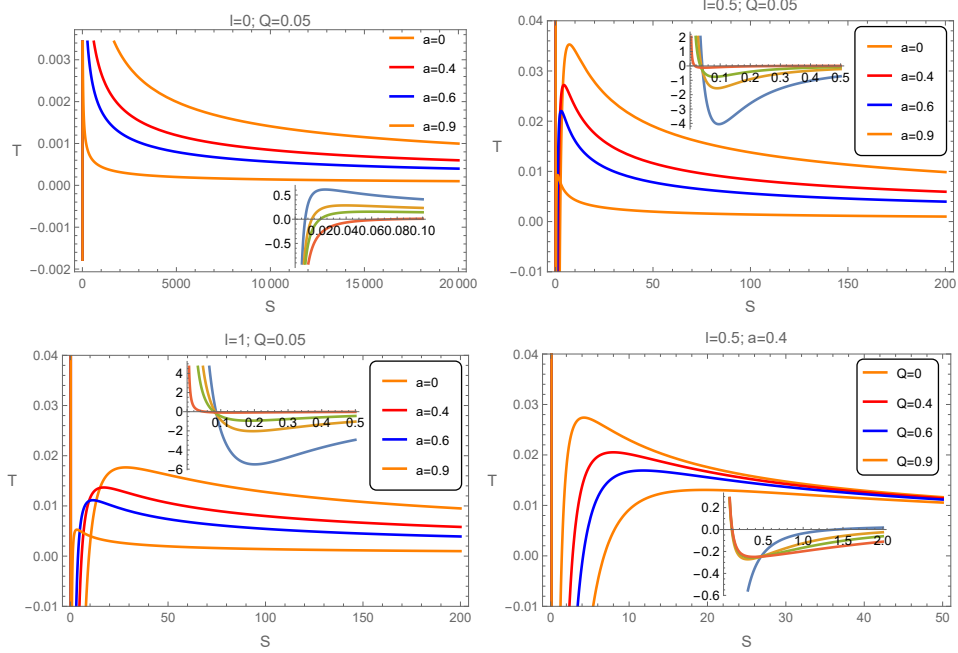 l=0; Q=0.05
T
0.003
0.002
0.001
0.000
−0.001
−0.002
a=0
a=0.4
a=0.6
a=0.9
0.5
0.0
−0.5
0.020.040.060.080.10
0
5000
10000
15000
20000
S
l=0.5; Q=0.05
T
0.04
0.03
0.02
0.01
0.00
−0.01
2
1
0
−1
−2
−3
−4
0.1 0.2 0.3 0.4 0.5
a=0
a=0.4
a=0.6
a=0.9
0 50 100 150 200
S
l=1; Q=0.05
T
0.04
0.03
0.02
0.01
0.00
−0.01
4
2
0
−2
−4
−6
0.1 0.2 0.3 0.4 0.5
a=0
a=0.4
a=0.6
a=0.9
0 50 100 150 200
S
l=0.5; a=0.4
T
0.04
0.03
0.02
0.01
0.00
−0.01
Q=0
Q=0.4
Q=0.6
Q=0.9
0.0
−0.2
−0.4
−0.6
0.5 1.0 1.5 2.0
0 10 20 30 40 50
S